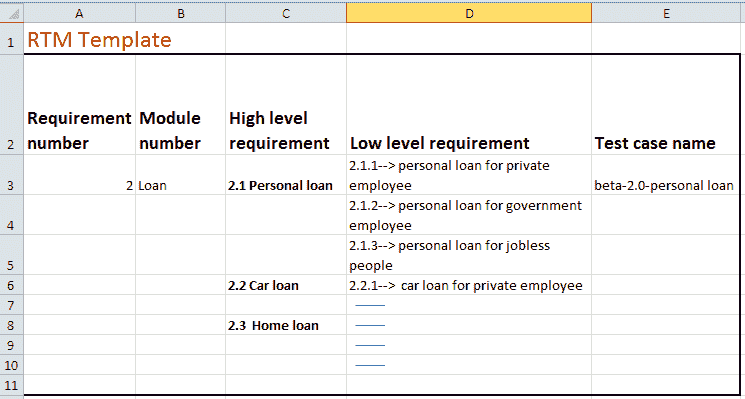 A B C D E
1 RTM Template
Requirement Module High level
2 number number requirement Low level requirement Test case name
2.1.1--> personal loan for private
3 2 Loan 2.1 Personal loan employee beta-2.0-personal loan
2.1.2--> personal loan for government
4 employee
2.1.3--> personal loan for jobless
5 people
6 2.2 Car loan 2.2.1--> car loan for private employee
7
8 2.3 Home loan
9
10
11